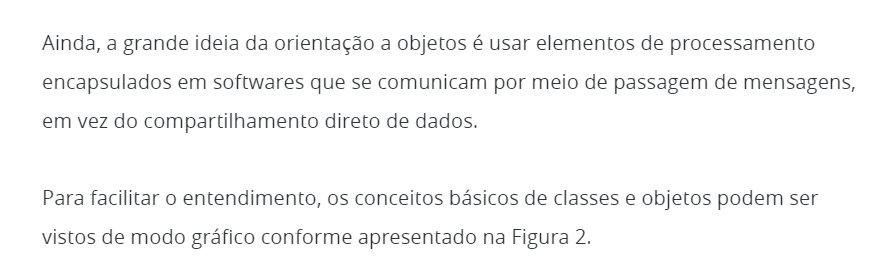 Ainda, a grande ideia da orientação a objetos é usar elementos de processamento
encapsulados em softwares que se comunicam por meio de passagem de mensagens,
em vez do compartilhamento direto de dados.
Para facilitar o entendimento, os conceitos básicos de classes e objetos podem ser
vistos de modo gráfico conforme apresentado na Figura 2.